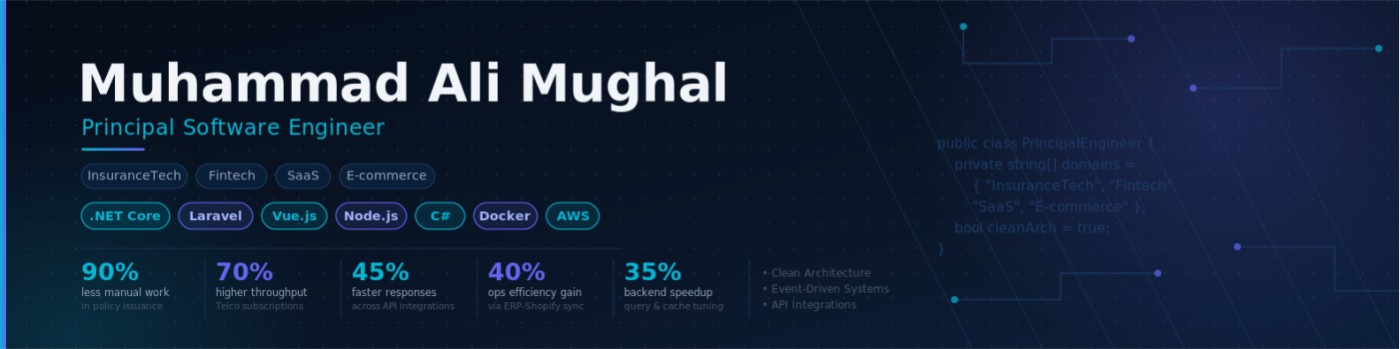 Muhammad Ali Mughal
Principal Software Engineer
InsuranceTech Fintech SaaS E-commerce
.NET Core Laravel Vue.js Node.js C# Docker AWS
90%
less manual work
in policy issuance
70%
higher throughput
Telco subscriptions
45%
faster responses
across API integrations
40%
ops efficiency gain
via ERP-Shopify sync
35%
backend speedup
query & cache tuning
• Clean Architecture
• Event-Driven Systems
• API Integrations
public class PrincipalEngineer {
private string[] domains =
{ "InsuranceTech", "Fintech",
"SaaS", "E-commerce" };
bool cleanArch = true;
}